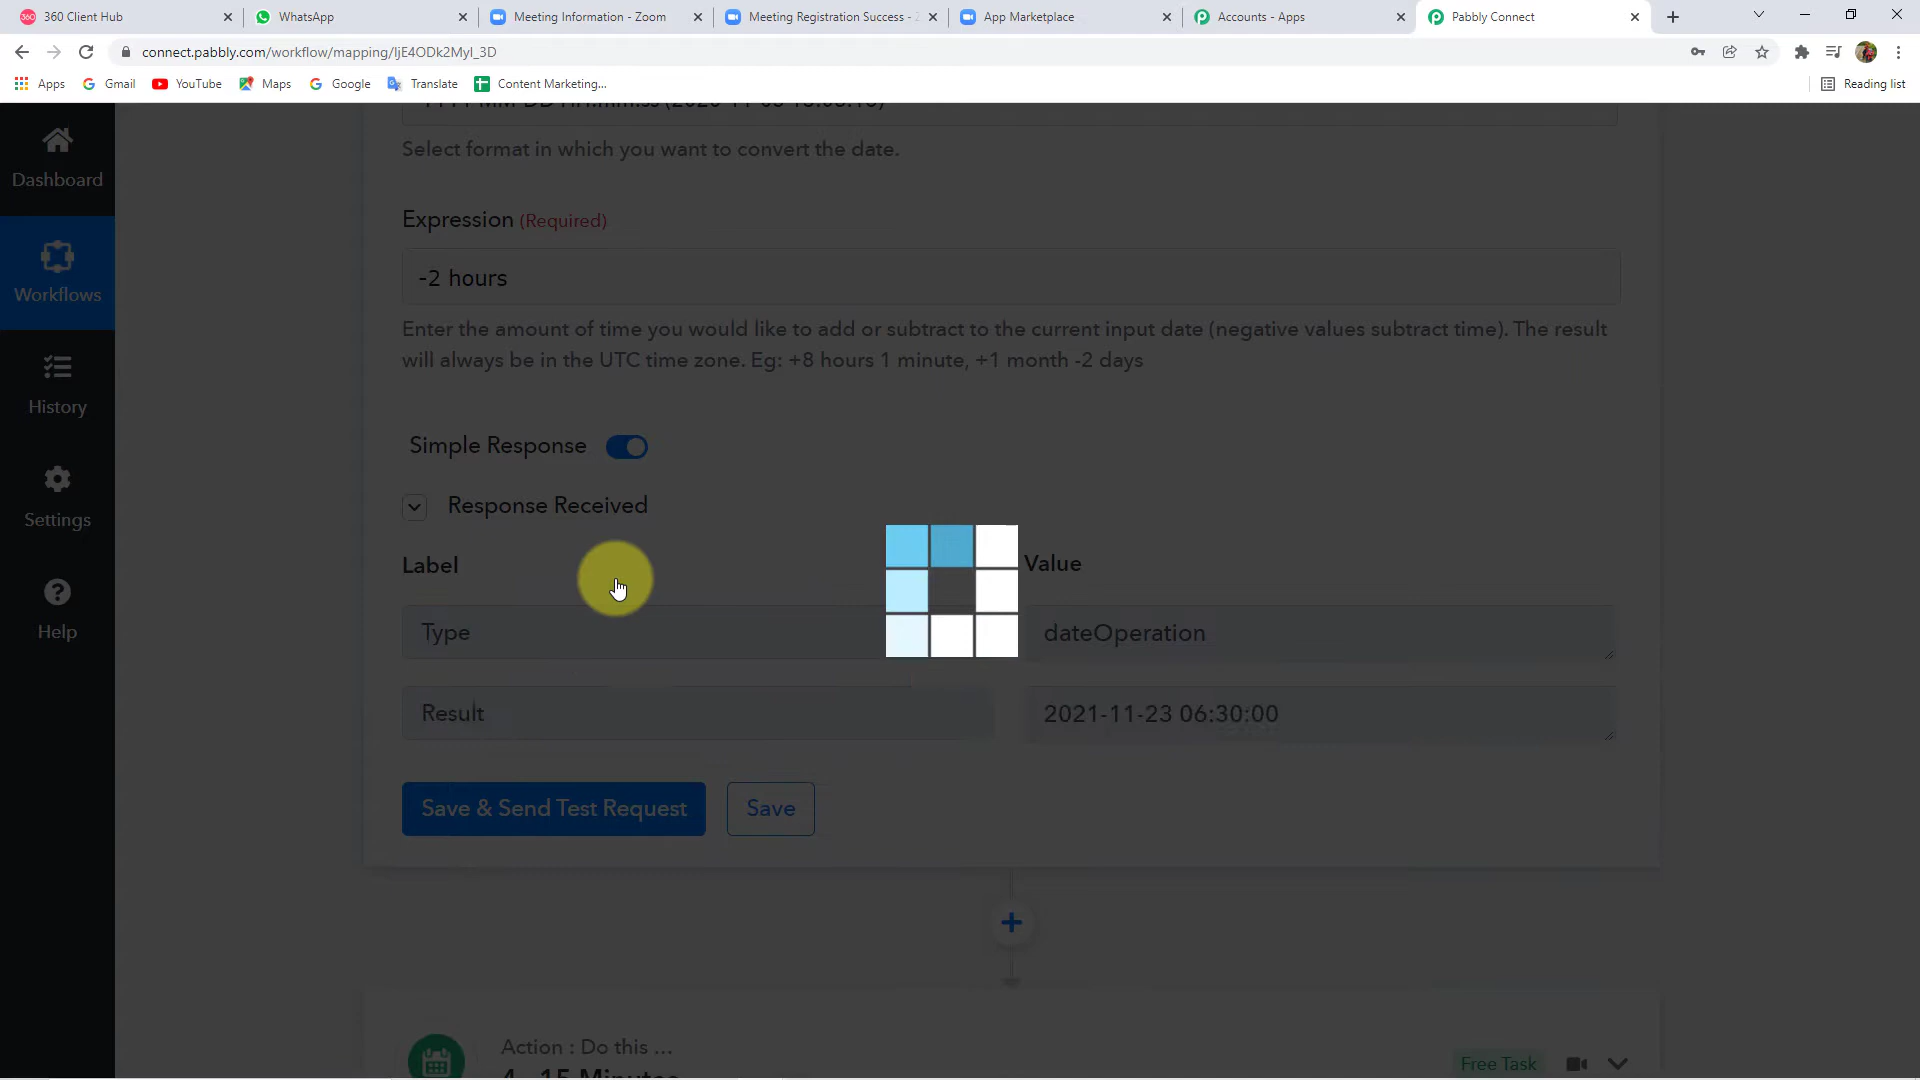 360 Client Hub
WhatsApp
Meeting Information - Zoom
Meeting Registration Success -
App Marketplace
Accounts - Apps
Pabbly Connect
connect.pabbly.com/workflow/mapping/IjE4ODk2MyI_3D
Apps
Gmail
YouTube
Maps
Google
Translate
Content Marketing...
Reading list
Dashboard
Workflows
History
Settings
Help
Select format in which you want to convert the date.
Expression (Required)
-2 hours
Enter the amount of time you would like to add or subtract to the current input date (negative values subtract time). The result
will always be in the UTC time zone. Eg: +8 hours 1 minute, +1 month -2 days
Simple Response
Response Received
Label
Value
Type
dateOperation
Result
2021-11-23 06:30:00
Save & Send Test Request
Save
Action : Do this ...
4 - 15 Minutes
Free Task